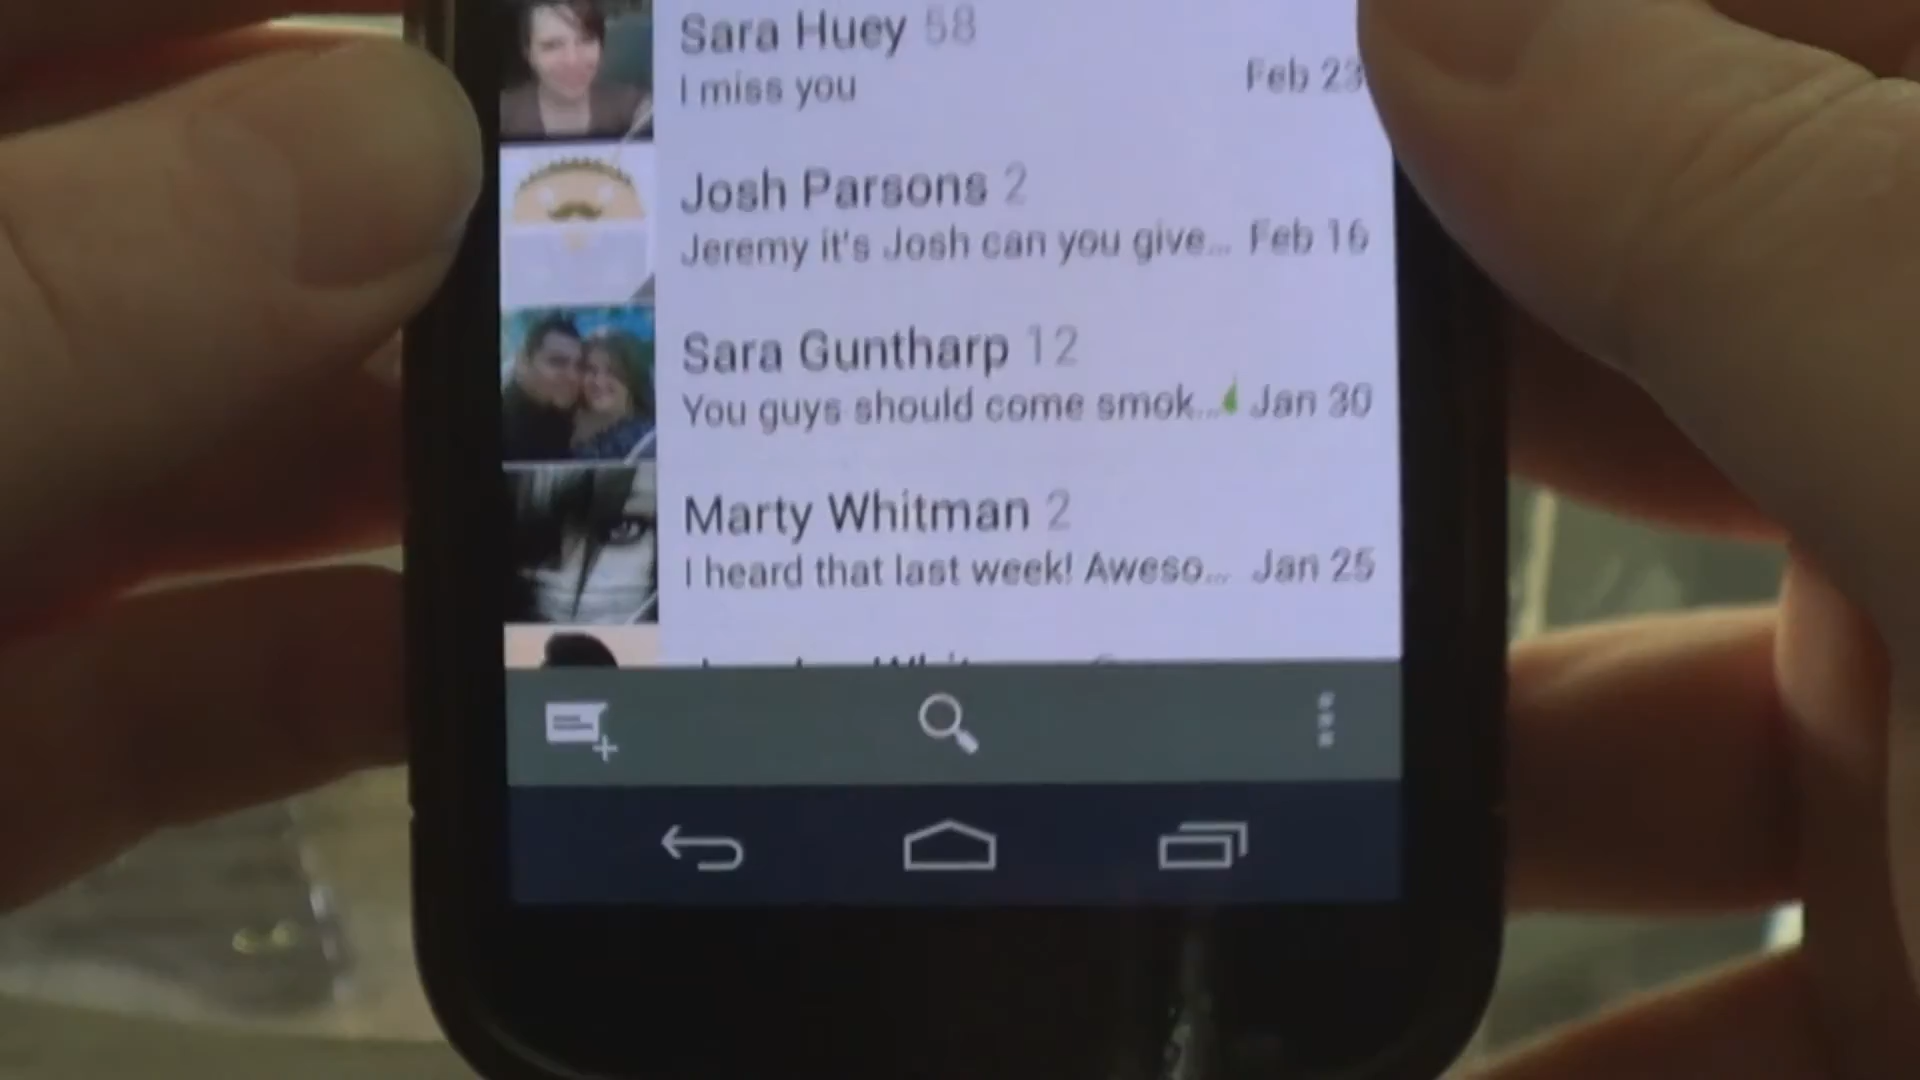 Sara Huey 58
I miss you Feb 23
Josh Parsons 2
Jeremy it's Josh can you give... Feb 16
Sara Guntharp 12
You guys should come smok... Jan 30
Marty Whitman 2
I heard that last week! Aweso... Jan 25